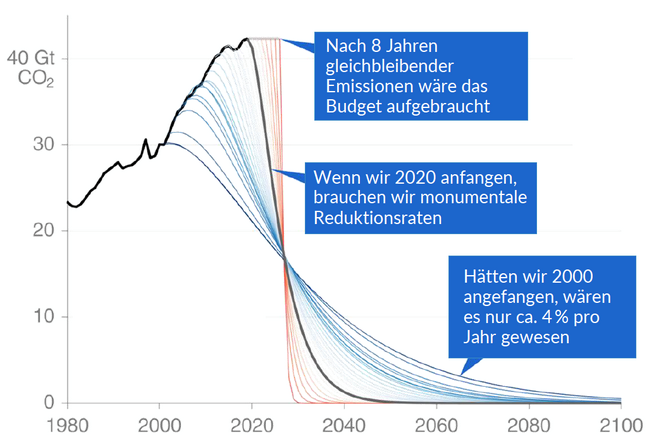 40 Gt
CO₂
30
20
10
0
1980
2000
2020
2040
2060
2080
2100
Nach 8 Jahren
gleichbleibender
Emissionen wäre das
Budget aufgebraucht
Wenn wir 2020 anfangen,
brauchen wir monumentale
Reduktionsraten
Hätten wir 2000
angefangen, wären
es nur ca. 4 % pro
Jahr gewesen